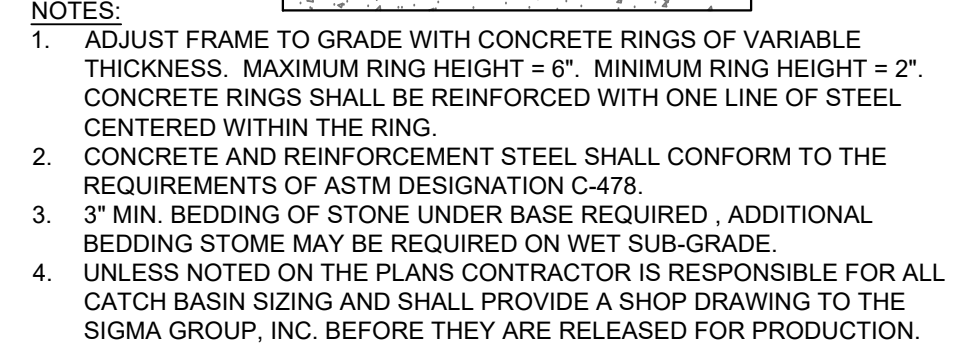 NOTES:
1. ADJUST FRAME TO GRADE WITH CONCRETE RINGS OF VARIABLE
THICKNESS. MAXIMUM RING HEIGHT = 6". MINIMUM RING HEIGHT = 2".
CONCRETE RINGS SHALL BE REINFORCED WITH ONE LINE OF STEEL
CENTERED WITHIN THE RING.
2. CONCRETE AND REINFORCEMENT STEEL SHALL CONFORM TO THE
REQUIREMENTS OF ASTM DESIGNATION C-478.
3. 3" MIN. BEDDING OF STONE UNDER BASE REQUIRED , ADDITIONAL
BEDDING STOME MAY BE REQUIRED ON WET SUB-GRADE.
4. UNLESS NOTED ON THE PLANS CONTRACTOR IS RESPONSIBLE FOR ALL
CATCH BASIN SIZING AND SHALL PROVIDE A SHOP DRAWING TO THE
SIGMA GROUP, INC. BEFORE THEY ARE RELEASED FOR PRODUCTION.